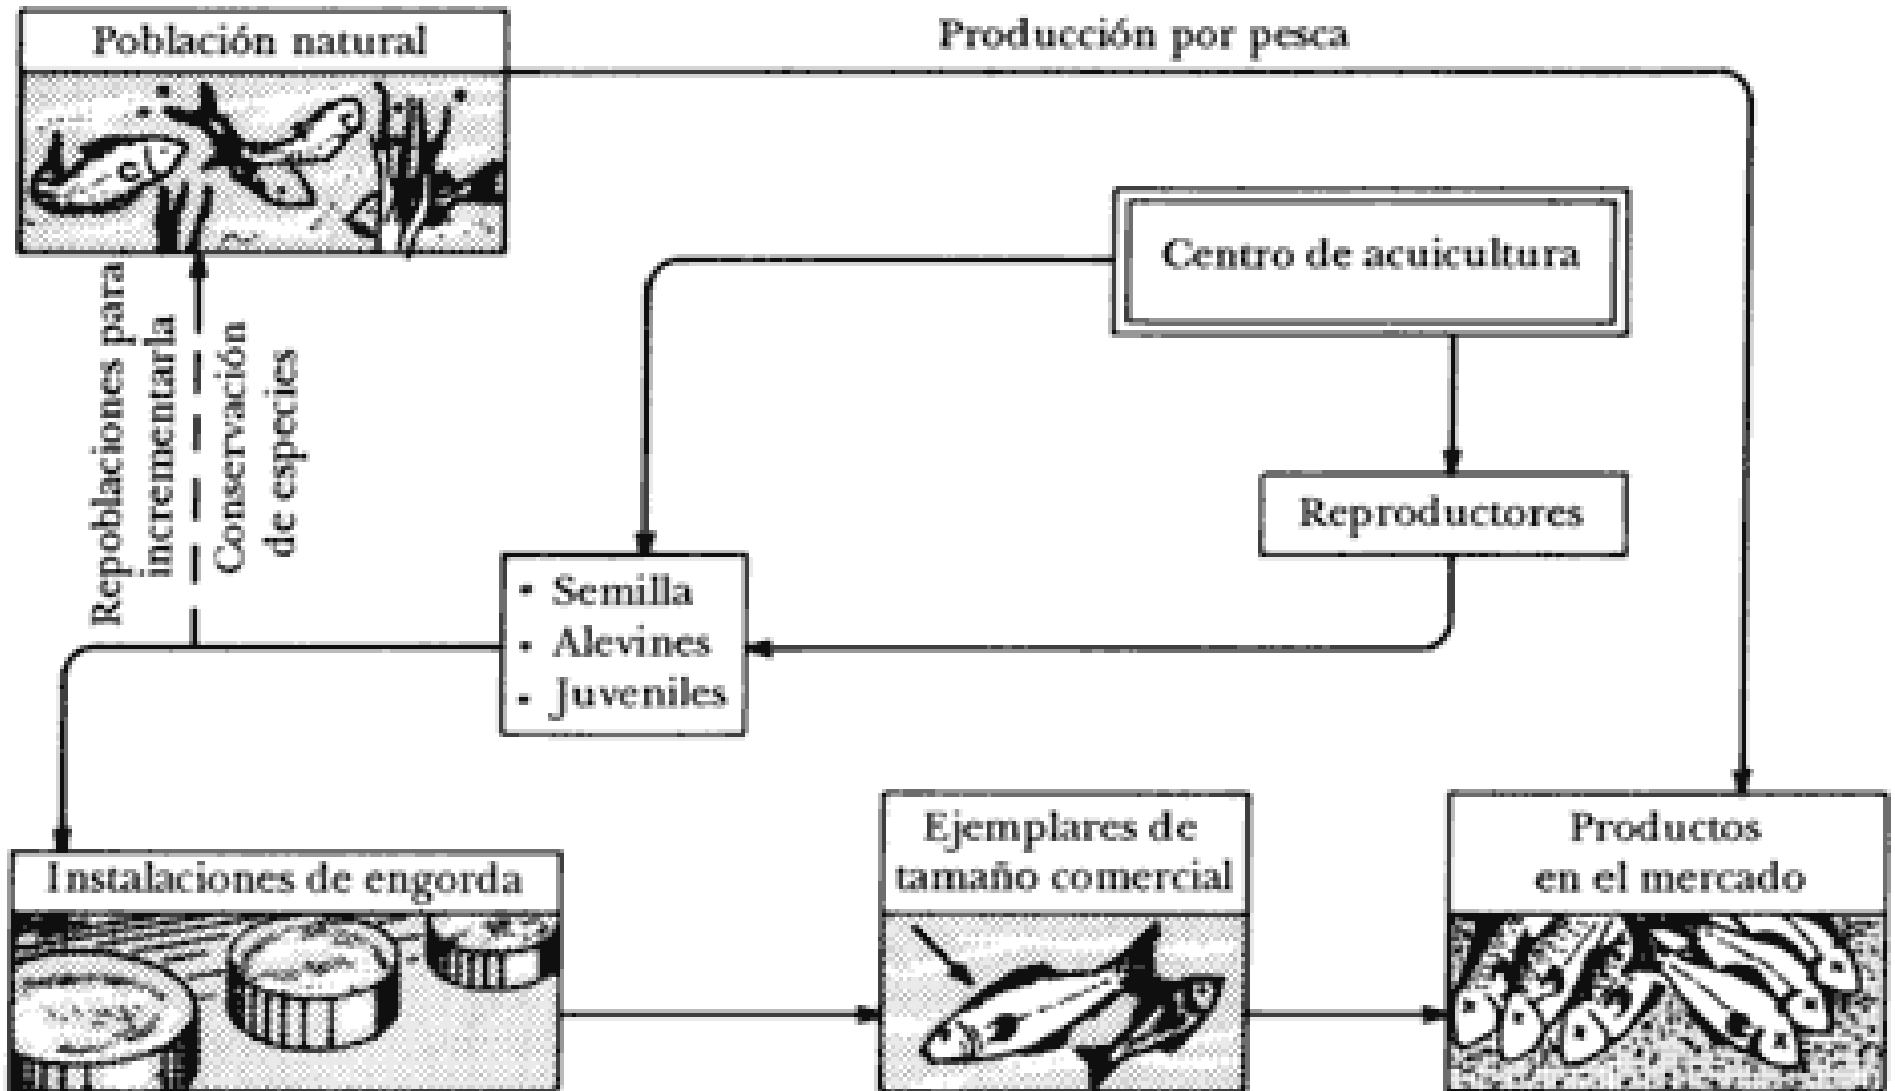 Población natural
Producción por pesca
Centro de acuicultura
Repoblaciones para
incrementarla
Conservación
de especies
Reproductores
• Semilla
• Alevines
• Juveniles
Instalaciones de engorda
Ejemplares de
tamaño comercial
Productos
en el mercado